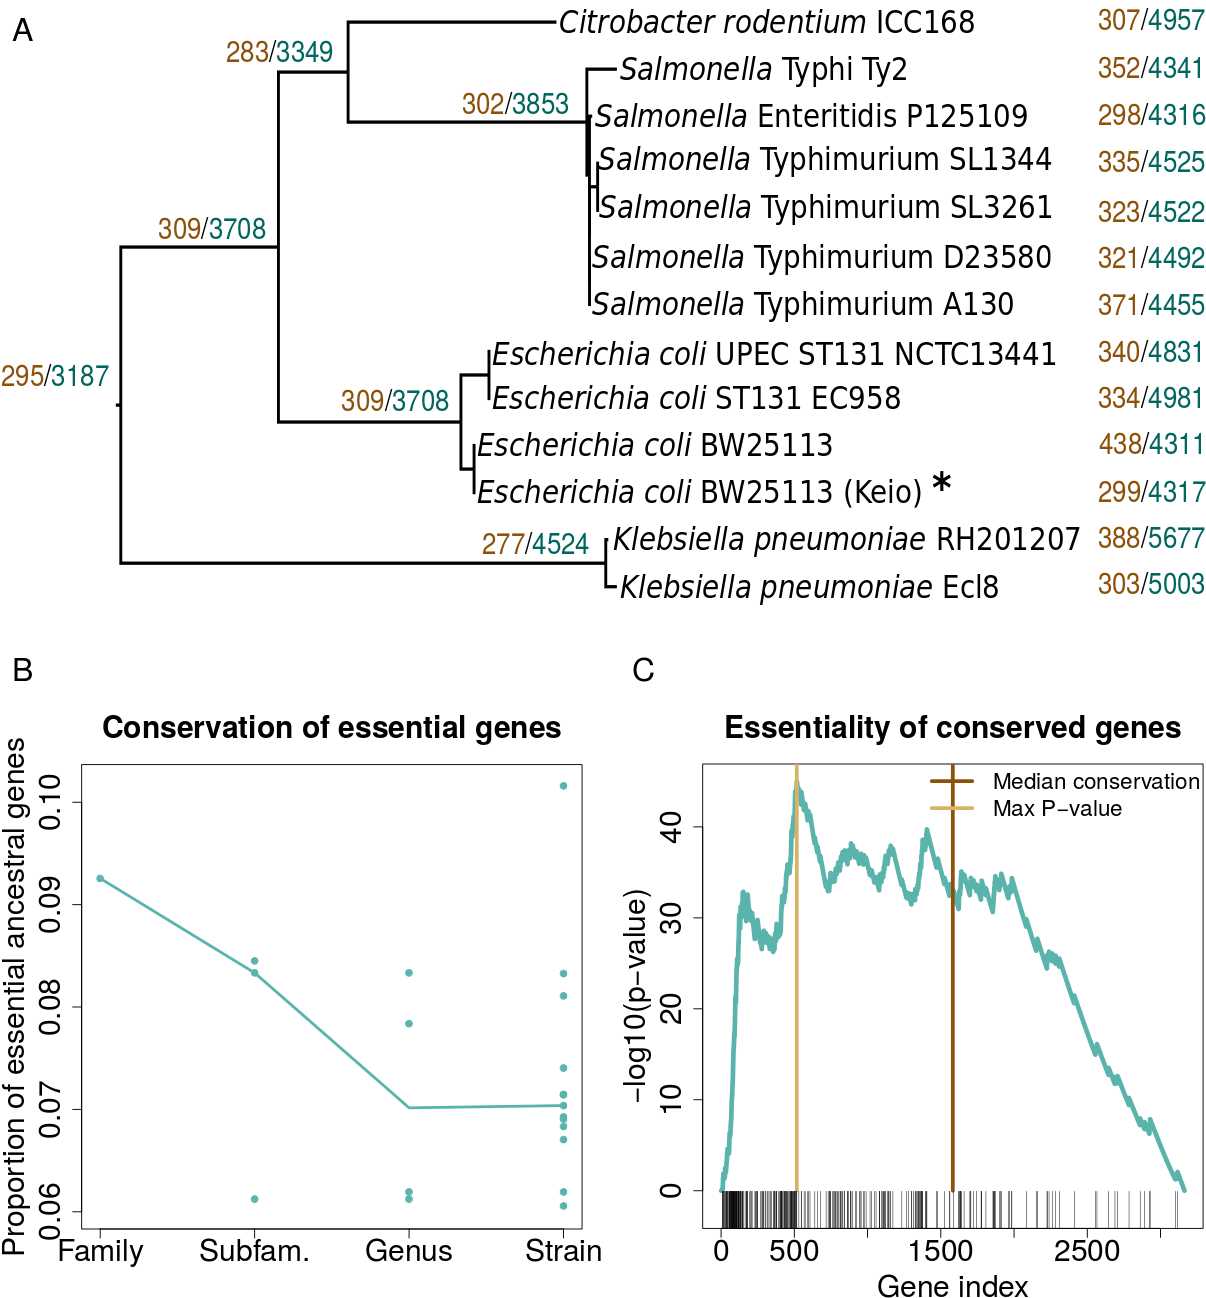 A
Citrobacter rodentium ICC168 307/4957
283/3349
Salmonella Typhi Ty2 352/4341
302/3853
Salmonella Enteritidis P125109 298/4316
Salmonella Typhimurium SL1344 335/4525
Salmonella Typhimurium SL3261 323/4522
309/3708
Salmonella Typhimurium D23580 321/4492
Salmonella Typhimurium A130 371/4455
Escherichia coli UPEC ST131 NCTC13441 340/4831
295/3187
Escherichia coli ST131 EC958 334/4981
309/3708
Escherichia coli BW25113 438/4311
Escherichia coli BW25113 (Keio) * 299/4317
Klebsiella pneumoniae RH201207 388/5677
277/4524
Klebsiella pneumoniae Ecl8 303/5003
B
Conservation of essential genes
Proportion of essential ancestral genes
0.10
0.09
0.08
0.07
0.06
Family Subfam. Genus Strain
C
Essentiality of conserved genes
Median conservation
Max P−value
−log10(p−value)
40
30
20
10
0
0 500 1500 2500
Gene index